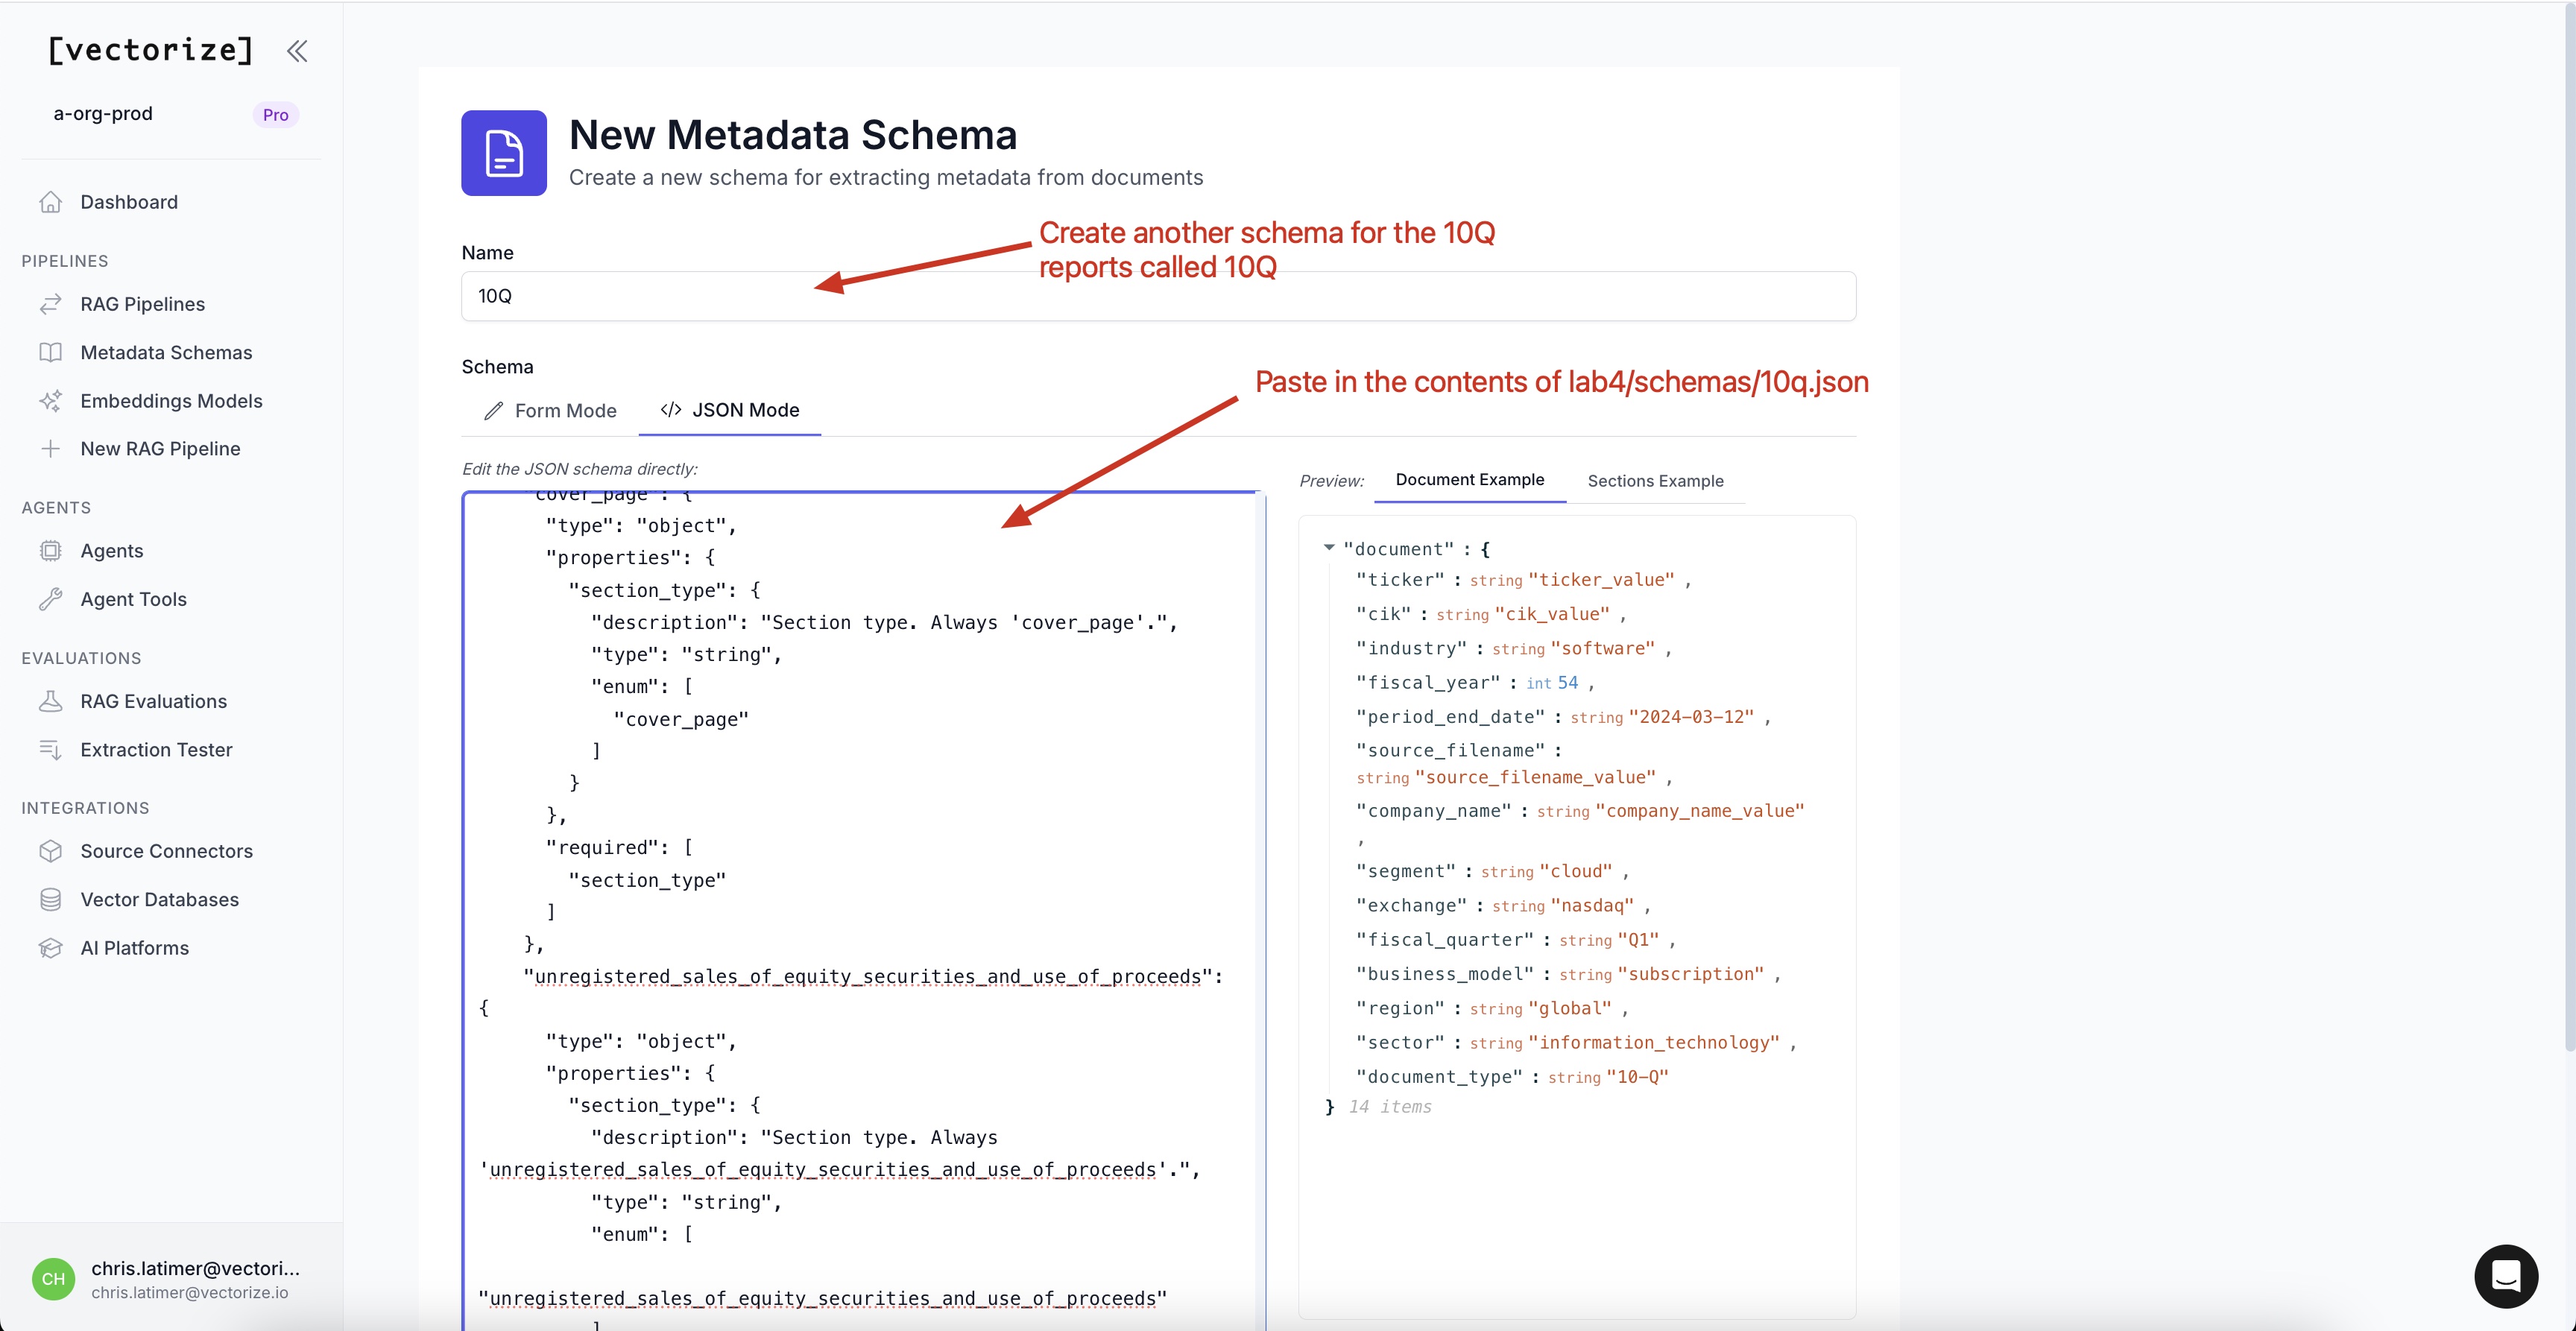 [vectorize]
a-org-prod
Pro
Dashboard
PIPELINES
RAG Pipelines
Metadata Schemas
Embeddings Models
New RAG Pipeline
AGENTS
Agents
Agent Tools
EVALUATIONS
RAG Evaluations
Extraction Tester
INTEGRATIONS
Source Connectors
Vector Databases
AI Platforms
CH
chris.latimer@vectori...
chris.latimer@vectorize.io
New Metadata Schema
Create a new schema for extracting metadata from documents
Create another schema for the 10Q
reports called 10Q
Name
10Q
Schema
Paste in the contents of lab4/schemas/10q.json
Form Mode
</> JSON Mode
Edit the JSON schema directly:
"cover_page": {
"type": "object",
"properties": {
"section_type": {
"description": "Section type. Always 'cover_page'.",
"type": "string",
"enum": [
"cover_page"
]
}
},
"required": [
"section_type"
]
},
"unregistered_sales_of_equity_securities_and_use_of_proceeds":
{
"type": "object",
"properties": {
"section_type": {
"description": "Section type. Always
'unregistered_sales_of_equity_securities_and_use_of_proceeds'.",
"type": "string",
"enum": [
"unregistered_sales_of_equity_securities_and_use_of_proceeds"
]
Preview:
Document Example
Sections Example
"document" : {
"ticker" : string "ticker_value" ,
"cik" : string "cik_value" ,
"industry" : string "software" ,
"fiscal_year" : int 54 ,
"period_end_date" : string "2024-03-12" ,
"source_filename" :
string "source_filename_value" ,
"company_name" : string "company_name_value"
,
"segment" : string "cloud" ,
"exchange" : string "nasdaq" ,
"fiscal_quarter" : string "Q1" ,
"business_model" : string "subscription" ,
"region" : string "global" ,
"sector" : string "information_technology" ,
"document_type" : string "10-Q"
} 14 items